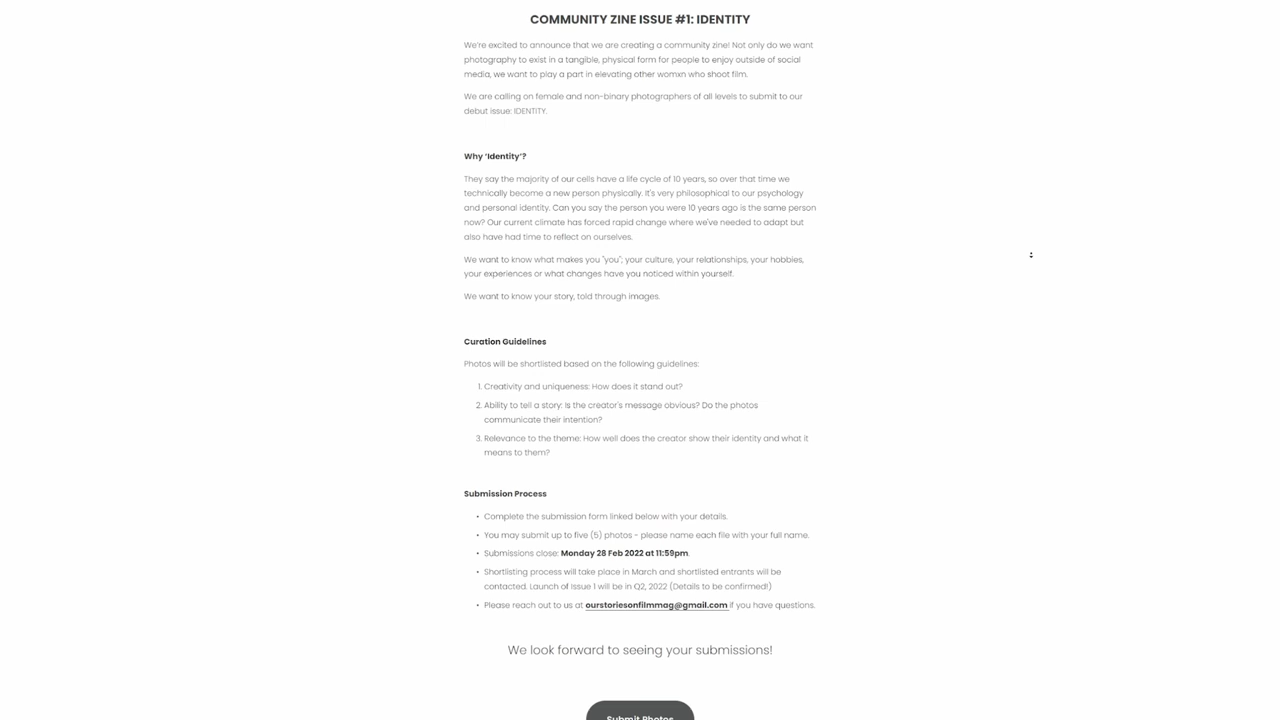 COMMUNITY ZINE ISSUE #1: IDENTITY
We're excited to announce that we are creating a community zine! Not only do we want
photography to exist in a tangible, physical form for people to enjoy outside of social
media, we want to play a part in elevating other womxn who shoot film.
We are calling on female and non-binary photographers of all levels to submit to our
debut issue: IDENTITY.
Why 'Identity'?
They say the majority of our cells have a life cycle of 10 years, so over that time we
technically become a new person physically. It's very philosophical to our psychology
and personal identity. Can you say the person you were 10 years ago is the same person
now? Our current climate has forced rapid change where we've needed to adapt but
also have had time to reflect on ourselves.
We want to know what makes you "you"; your culture, your relationships, your hobbies,
your experiences or what changes have you noticed within yourself.
We want to know your story, told through images.
Curation Guidelines
Photos will be shortlisted based on the following guidelines:
1. Creativity and uniqueness: How does it stand out?
2. Ability to tell a story: Is the creator's message obvious? Do the photos
communicate their intention?
3. Relevance to the theme: How well does the creator show their identity and what it
means to them?
Submission Process
• Complete the submission form linked below with your details.
• You may submit up to five (5) photos - please name each file with your full name.
• Submissions close: Monday 28 Feb 2022 at 11:59pm.
• Shortlisting process will take place in March and shortlisted entrants will be
contacted. Launch of Issue 1 will be in Q2, 2022 (Details to be confirmed!)
• Please reach out to us at ourstoriesonfilmmag@gmail.com if you have questions.
We look forward to seeing your submissions!
Submit Photos